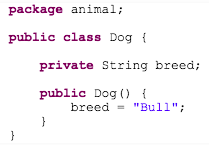 package animal;
public class Dog {
private String breed;
public Dog() {
breed = "Bull";
}
}